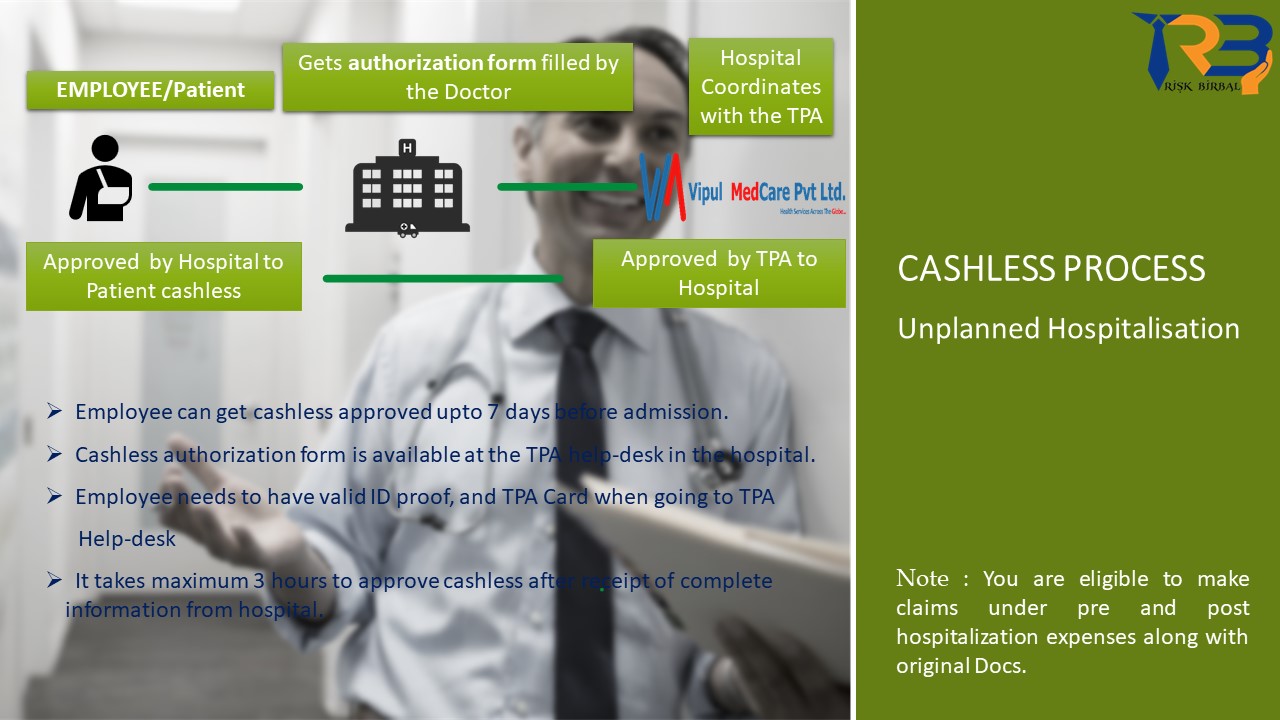 EMPLOYEE/Patient
Gets authorization form filled by
the Doctor
Hospital
Coordinates
with the TPA
H
Vipul MedCare Pvt Ltd.
Health Services Across The Globe...
Approved by Hospital to
Patient cashless
Approved by TPA to
Hospital
➢ Employee can get cashless approved upto 7 days before admission.
➢ Cashless authorization form is available at the TPA help-desk in the hospital.
➢ Employee needs to have valid ID proof, and TPA Card when going to TPA
Help-desk
➢ It takes maximum 3 hours to approve cashless after receipt of complete
information from hospital.
RB
RISK BIRBAL
CASHLESS PROCESS
Unplanned Hospitalisation
Note : You are eligible to make
claims under pre and post
hospitalization expenses along with
original Docs.